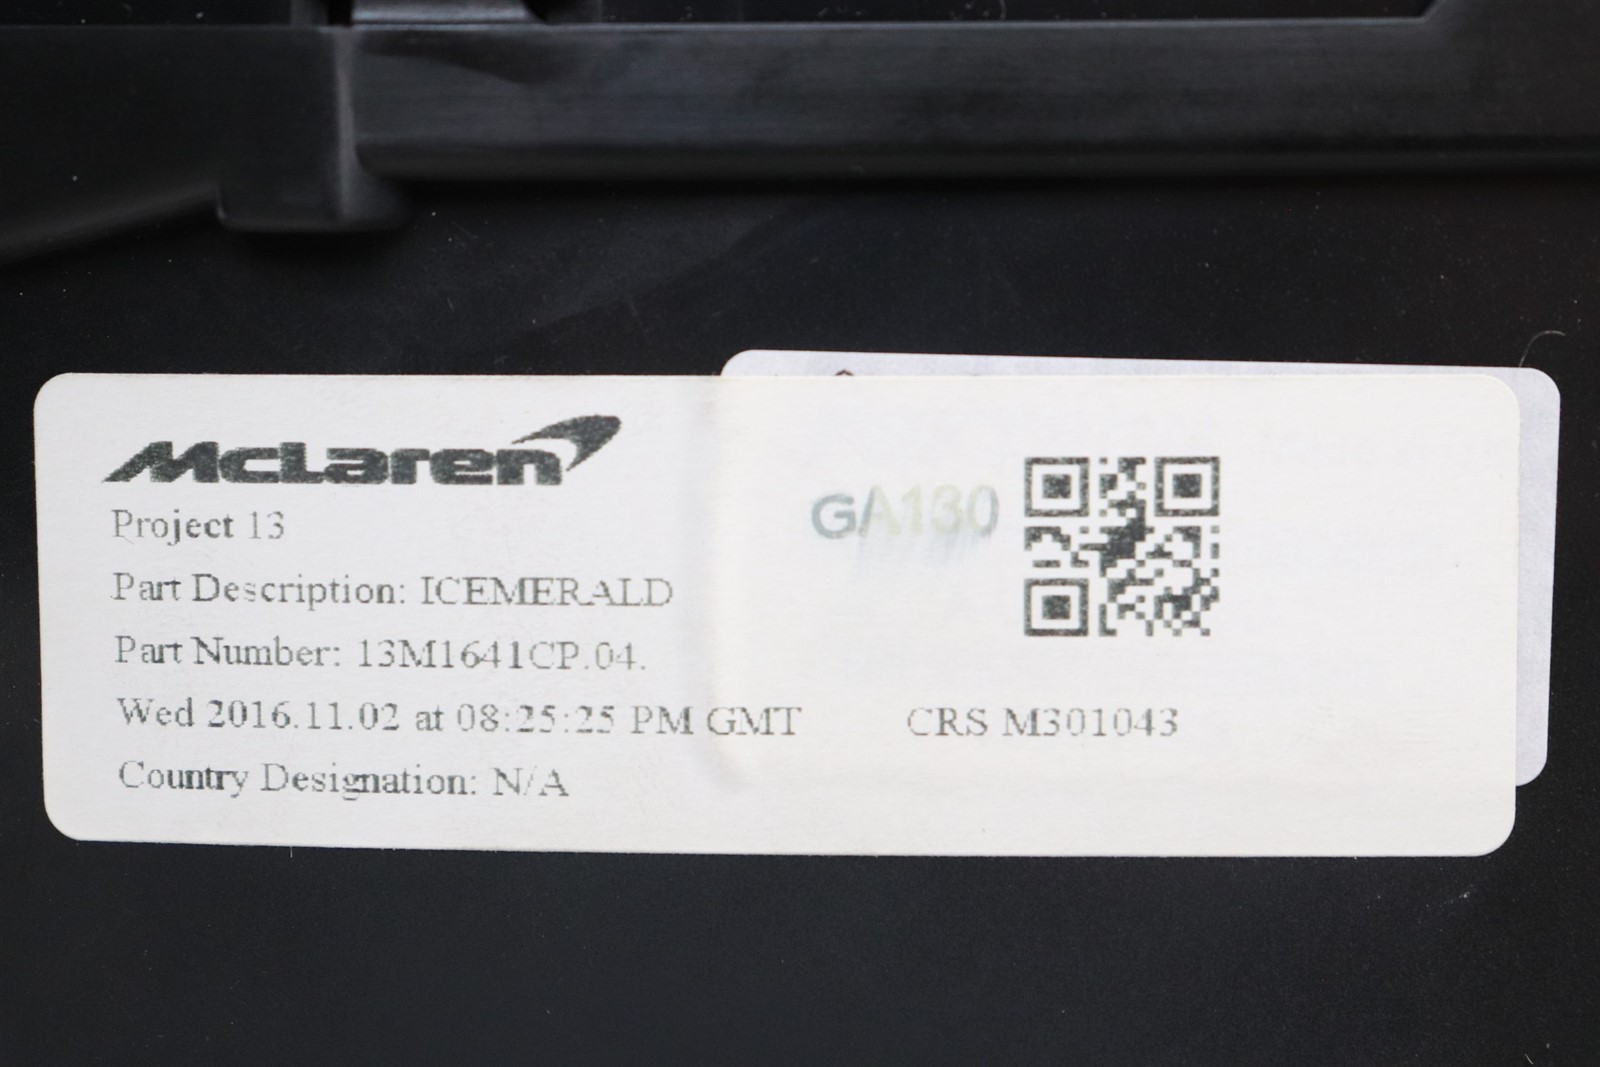 McLaren
Project 13
GA130
Part Description: ICEMERALD
Part Number: 13M1641CP.04.
Wed 2016.11.02 at 08:25:25 PM GMT
CRS M301043
Country Designation: N/A